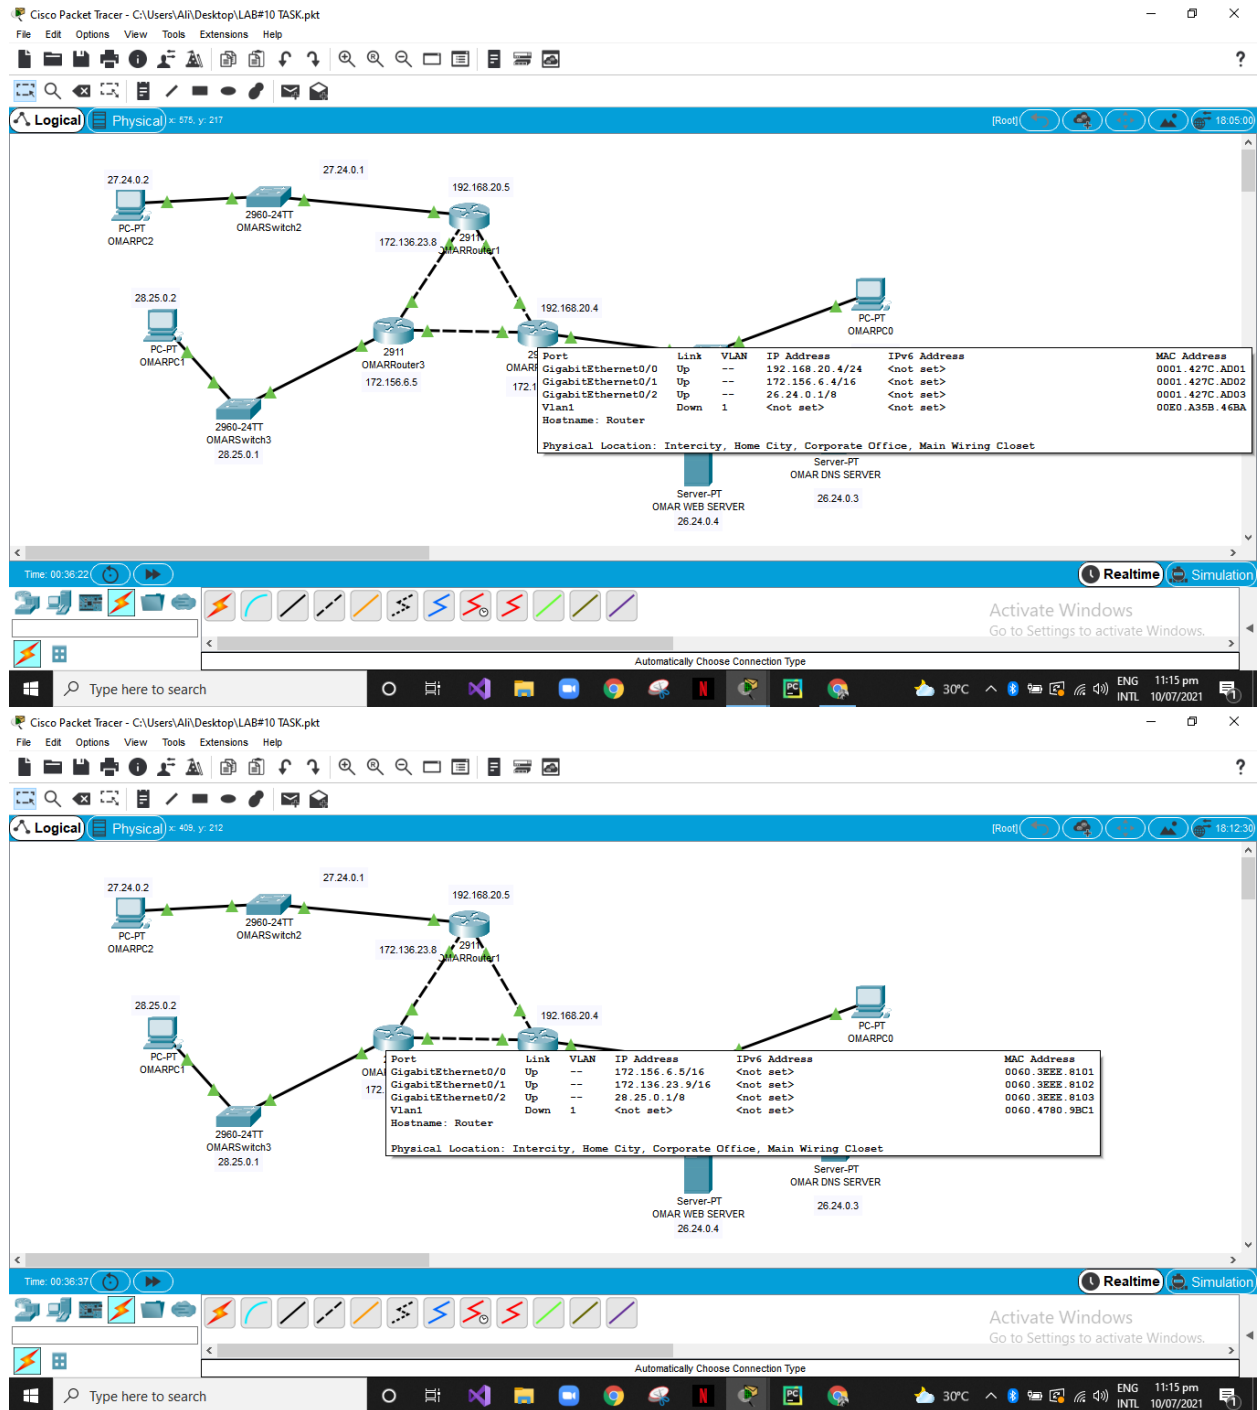 Cisco Packet Tracer - C:\Users\Ali\Desktop\LAB#10 TASK.pkt
File Edit Options View Tools Extensions Help
?
Logical Physical x: 575, y: 217 [Root] 18:05:00
27.24.0.1
27.24.0.2
192.168.20.5
2960-24TT
OMARSwitch2
PC-PT
OMARPC2
172.136.23.8
2911
OMARRouter1
28.25.0.2
192.168.20.4
PC-PT
OMARPC0
PC-PT
OMARPC1
2911
OMARRouter3
172.156.6.5
29
OMARR
172.1
Port Link VLAN IP Address IPv6 Address MAC Address
GigabitEthernet0/0 Up -- 192.168.20.4/24 <not set> 0001.427C.AD01
GigabitEthernet0/1 Up -- 172.156.6.4/16 <not set> 0001.427C.AD02
GigabitEthernet0/2 Up -- 26.24.0.1/8 <not set> 0001.427C.AD03
Vlan1 Down 1 <not set> <not set> 00E0.A35B.46BA
Hostname: Router
Physical Location: Intercity, Home City, Corporate Office, Main Wiring Closet
2960-24TT
OMARSwitch3
28.25.0.1
Server-PT
OMAR DNS SERVER
26.24.0.3
Server-PT
OMAR WEB SERVER
26.24.0.4
Time: 00:36:22 Realtime Simulation
Activate Windows
Go to Settings to activate Windows.
Automatically Choose Connection Type
Type here to search 30°C ENG INTL 11:15 pm 10/07/2021
Cisco Packet Tracer - C:\Users\Ali\Desktop\LAB#10 TASK.pkt
File Edit Options View Tools Extensions Help
?
Logical Physical x: 409, y: 212 [Root] 18:12:30
27.24.0.1
27.24.0.2
192.168.20.5
2960-24TT
OMARSwitch2
PC-PT
OMARPC2
172.136.23.8
2911
OMARRouter1
28.25.0.2
192.168.20.4
PC-PT
OMARPC0
PC-PT
OMARPC1
OMA
172.
Port Link VLAN IP Address IPv6 Address MAC Address
GigabitEthernet0/0 Up -- 172.156.6.5/16 <not set> 0060.3EEE.8101
GigabitEthernet0/1 Up -- 172.136.23.9/16 <not set> 0060.3EEE.8102
GigabitEthernet0/2 Up -- 28.25.0.1/8 <not set> 0060.3EEE.8103
Vlan1 Down 1 <not set> <not set> 0060.4780.9BC1
Hostname: Router
Physical Location: Intercity, Home City, Corporate Office, Main Wiring Closet
2960-24TT
OMARSwitch3
28.25.0.1
Server-PT
OMAR DNS SERVER
26.24.0.3
Server-PT
OMAR WEB SERVER
26.24.0.4
Time: 00:36:37 Realtime Simulation
Activate Windows
Go to Settings to activate Windows.
Automatically Choose Connection Type
Type here to search 30°C ENG INTL 11:15 pm 10/07/2021